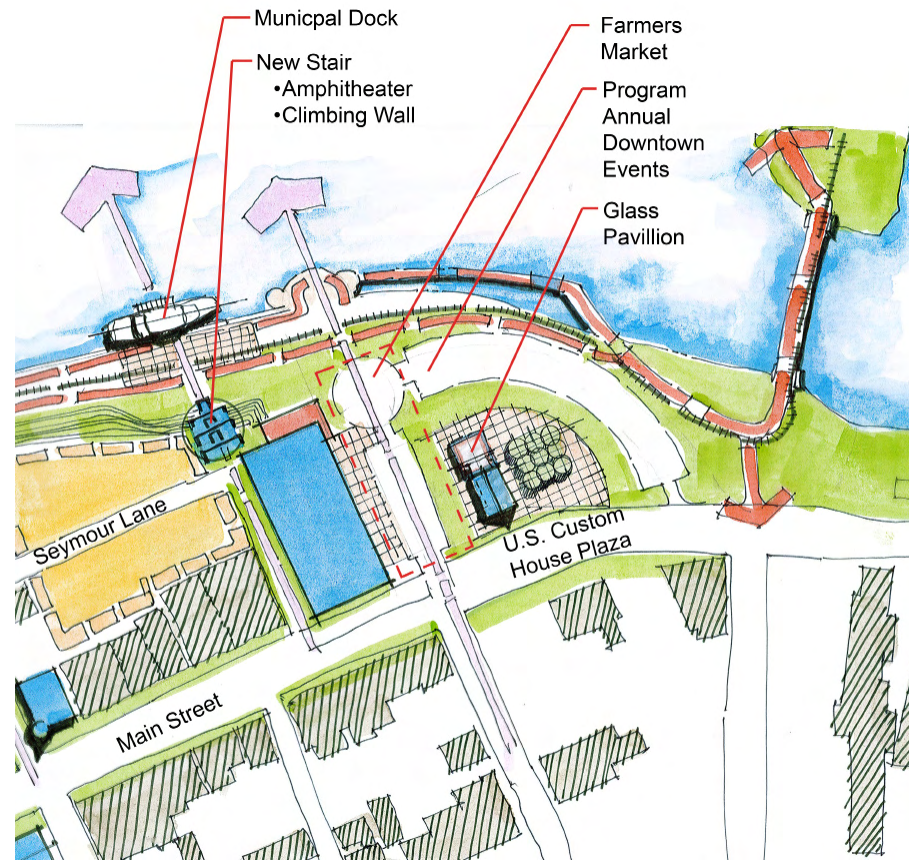 Municpal Dock
New Stair
•Amphitheater
•Climbing Wall
Farmers
Market
Program
Annual
Downtown
Events
Glass
Pavillion
Seymour Lane
U.S. Custom
House Plaza
Main Street